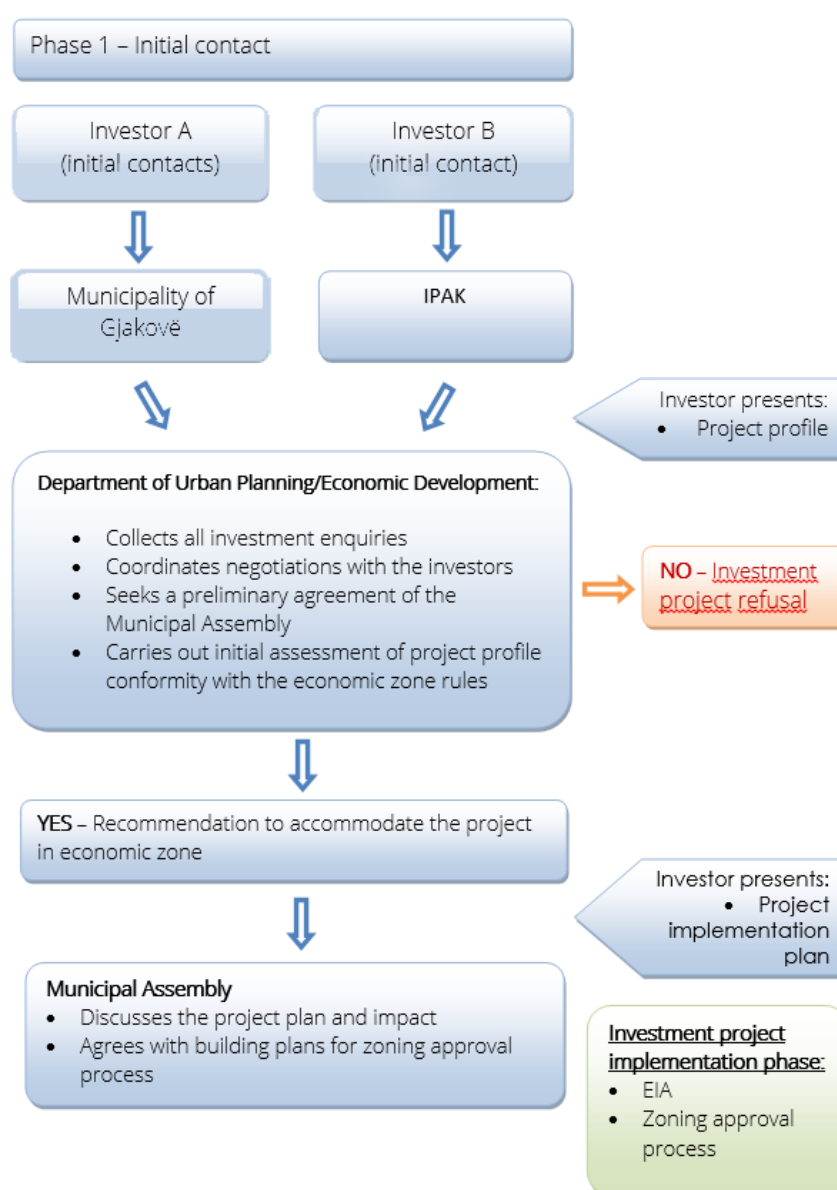 Phase 1 – Initial contact
Investor A
(initial contacts)
Investor B
(initial contact)
Municipality of
Gjakovë
IPAK
Investor presents:
• Project profile
Department of Urban Planning/Economic Development:
• Collects all investment enquiries
• Coordinates negotiations with the investors
• Seeks a preliminary agreement of the
Municipal Assembly
• Carries out initial assessment of project profile
conformity with the economic zone rules
NO – Investment
project refusal
YES – Recommendation to accommodate the project
in economic zone
Investor presents:
• Project
implementation
plan
Municipal Assembly
• Discusses the project plan and impact
• Agrees with building plans for zoning approval
process
Investment project
implementation phase:
• EIA
• Zoning approval
process